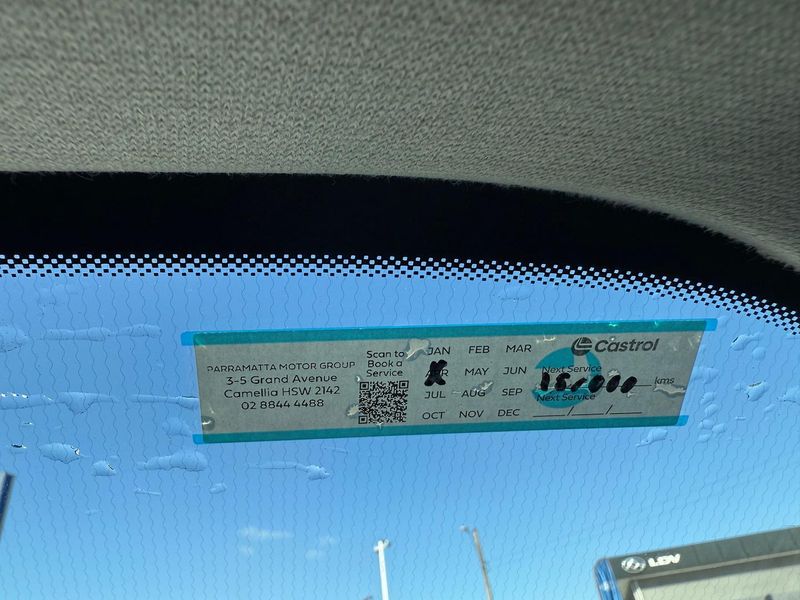 PARRAMATTA MOTOR GROUP
3-5 Grand Avenue
Camellia HSW 2142
02 8844 4488
Scan to
Book a
Service
JAN FEB MAR
MAY JUN
JUL AUG SEP
OCT NOV DEC
Castrol
Next Service
kms
Next Service
LDV